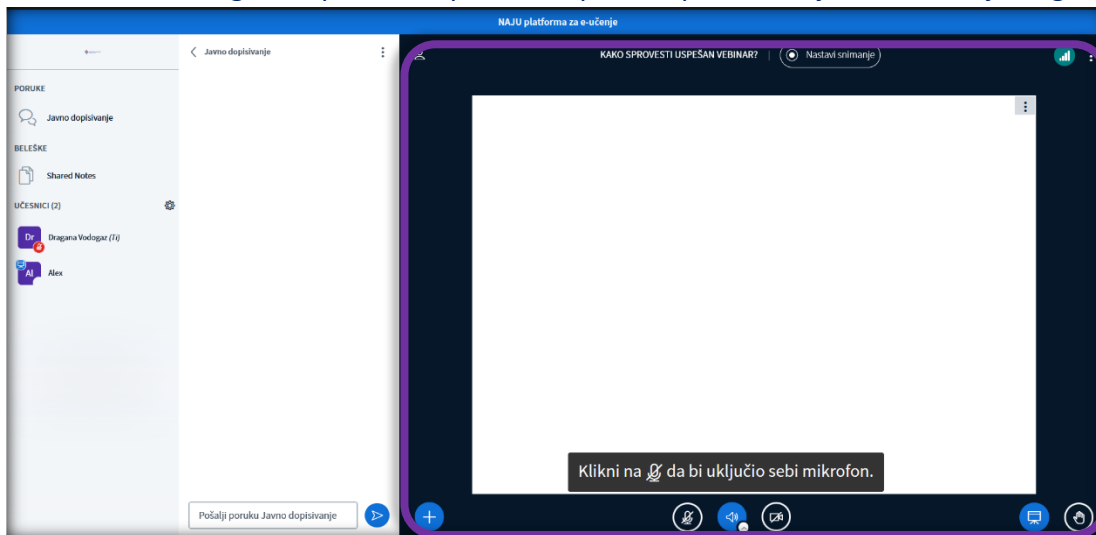 NAJU platforma za e-učenje
PORUKE
Javno dopisivanje
BELEŠKE
Shared Notes
UČESNICI (2)
Dr Dragana Vodogaz (Ti)
Al Alex
Javno dopisivanje
Pošalji poruku Javno dopisivanje
KAKO SPROVESTI USPEŠAN VEBINAR? | Nastavi snimanje
Klikni na da bi uključio sebi mikrofon.